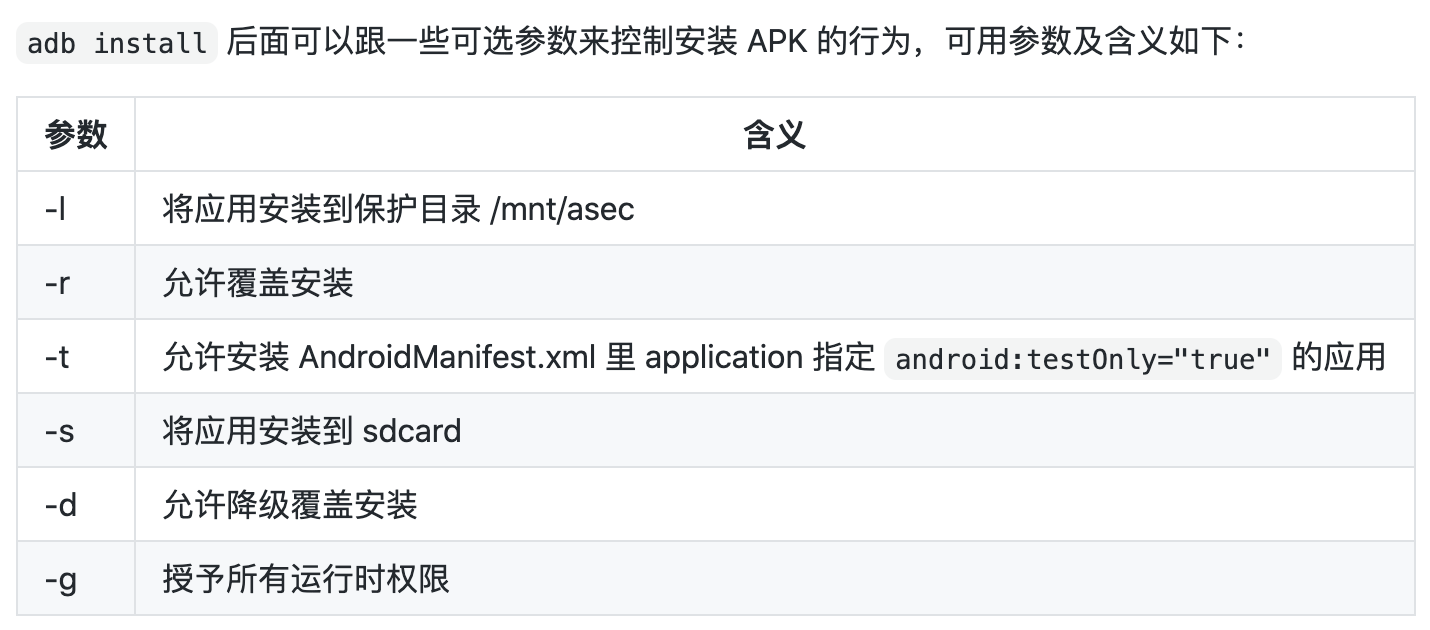 adb install 后面可以跟一些可选参数来控制安装 APK 的行为，可用参数及含义如下：
参数 含义
-l 将应用安装到保护目录 /mnt/asec
-r 允许覆盖安装
-t 允许安装 AndroidManifest.xml 里 application 指定 android:testOnly="true" 的应用
-s 将应用安装到 sdcard
-d 允许降级覆盖安装
-g 授予所有运行时权限